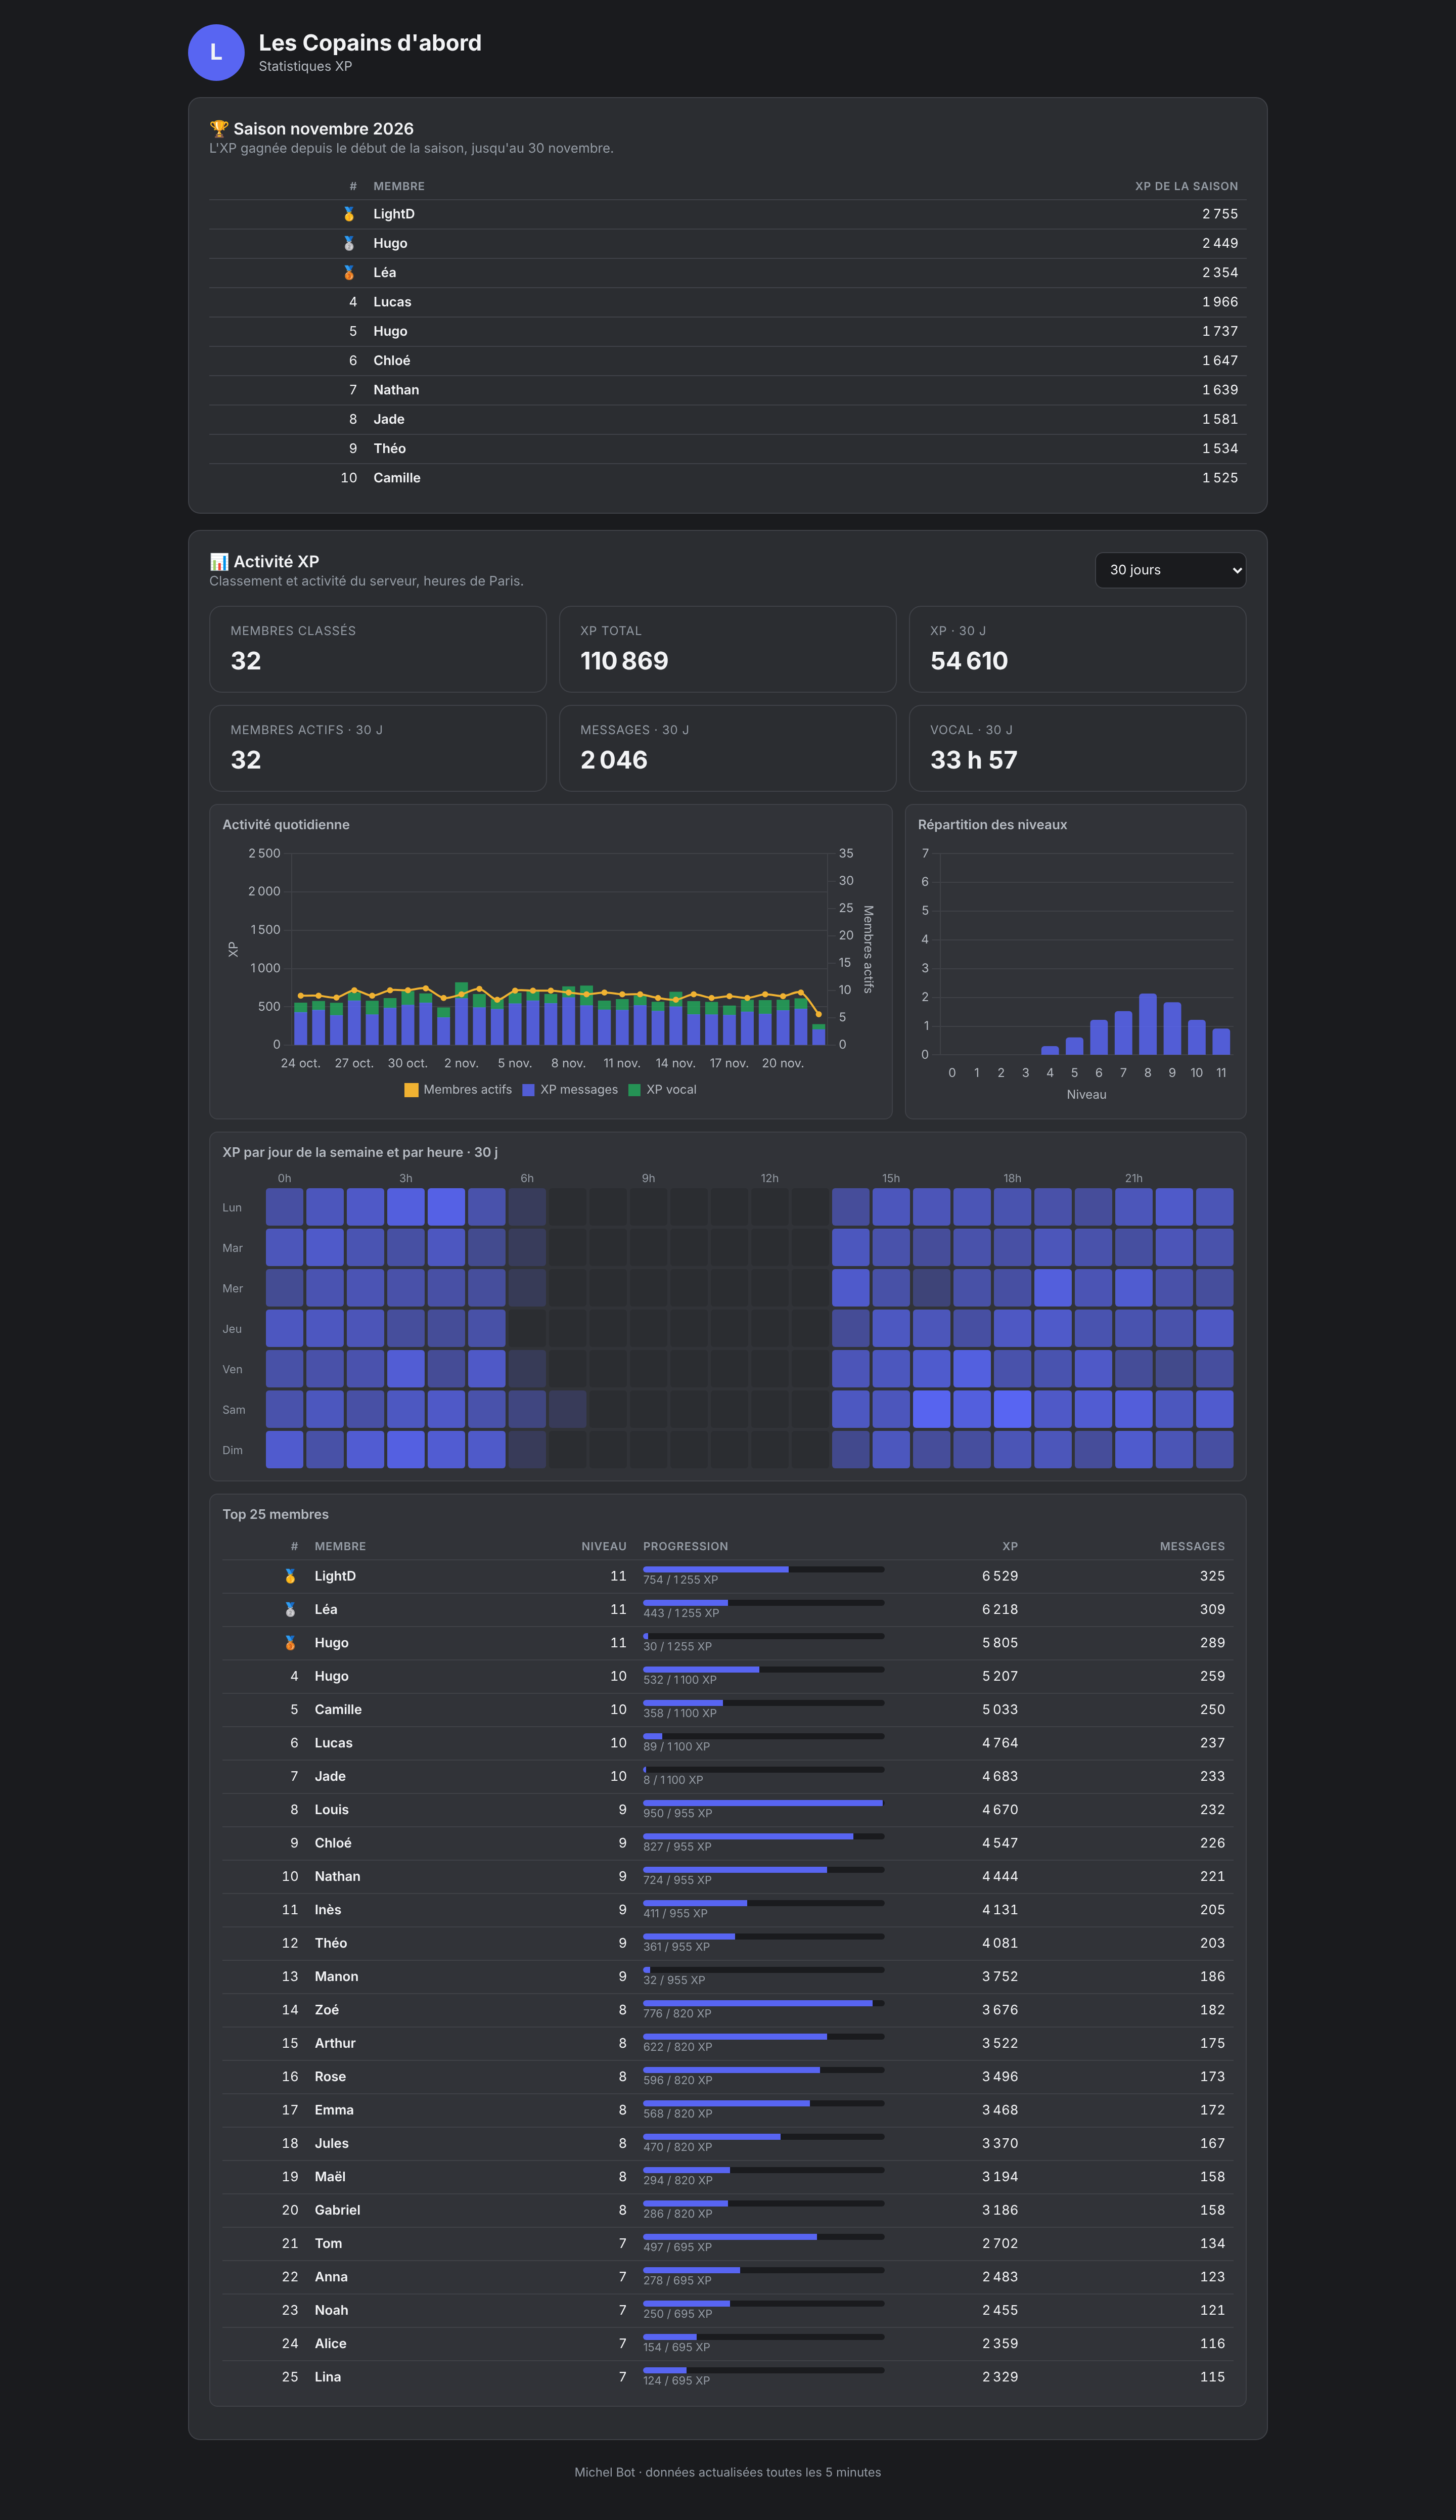 L
Les Copains d'abord
Statistiques XP
🏆 Saison novembre 2026
L'XP gagnée depuis le début de la saison, jusqu'au 30 novembre.
# MEMBRE XP DE LA SAISON
🥇 LightD 2 755
🥈 Hugo 2 449
🥉 Léa 2 354
4 Lucas 1 966
5 Hugo 1 737
6 Chloé 1 647
7 Nathan 1 639
8 Jade 1 581
9 Théo 1 534
10 Camille 1 525
📊 Activité XP
Classement et activité du serveur, heures de Paris.
30 jours
MEMBRES CLASSÉS
32
XP TOTAL
110 869
XP · 30 J
54 610
MEMBRES ACTIFS · 30 J
32
MESSAGES · 30 J
2 046
VOCAL · 30 J
33 h 57
Activité quotidienne
2 500
2 000
1 500
1 000
500
0
XP
35
30
25
20
15
10
5
0
Membres actifs
24 oct. 27 oct. 30 oct. 2 nov. 5 nov. 8 nov. 11 nov. 14 nov. 17 nov. 20 nov.
Membres actifs XP messages XP vocal
Répartition des niveaux
7
6
5
4
3
2
1
0
0 1 2 3 4 5 6 7 8 9 10 11
Niveau
XP par jour de la semaine et par heure · 30 j
0h 3h 6h 9h 12h 15h 18h 21h
Lun
Mar
Mer
Jeu
Ven
Sam
Dim
Top 25 membres
# MEMBRE NIVEAU PROGRESSION XP MESSAGES
🥇 LightD 11 754 / 1 255 XP 6 529 325
🥈 Léa 11 443 / 1 255 XP 6 218 309
🥉 Hugo 11 30 / 1 255 XP 5 805 289
4 Hugo 10 532 / 1 100 XP 5 207 259
5 Camille 10 358 / 1 100 XP 5 033 250
6 Lucas 10 89 / 1 100 XP 4 764 237
7 Jade 10 8 / 1 100 XP 4 683 233
8 Louis 9 950 / 955 XP 4 670 232
9 Chloé 9 827 / 955 XP 4 547 226
10 Nathan 9 724 / 955 XP 4 444 221
11 Inès 9 411 / 955 XP 4 131 205
12 Théo 9 361 / 955 XP 4 081 203
13 Manon 9 32 / 955 XP 3 752 186
14 Zoé 8 776 / 820 XP 3 676 182
15 Arthur 8 622 / 820 XP 3 522 175
16 Rose 8 596 / 820 XP 3 496 173
17 Emma 8 568 / 820 XP 3 468 172
18 Jules 8 470 / 820 XP 3 370 167
19 Maël 8 294 / 820 XP 3 194 158
20 Gabriel 8 286 / 820 XP 3 186 158
21 Tom 7 497 / 695 XP 2 702 134
22 Anna 7 278 / 695 XP 2 483 123
23 Noah 7 250 / 695 XP 2 455 121
24 Alice 7 154 / 695 XP 2 359 116
25 Lina 7 124 / 695 XP 2 329 115
Michel Bot · données actualisées toutes les 5 minutes